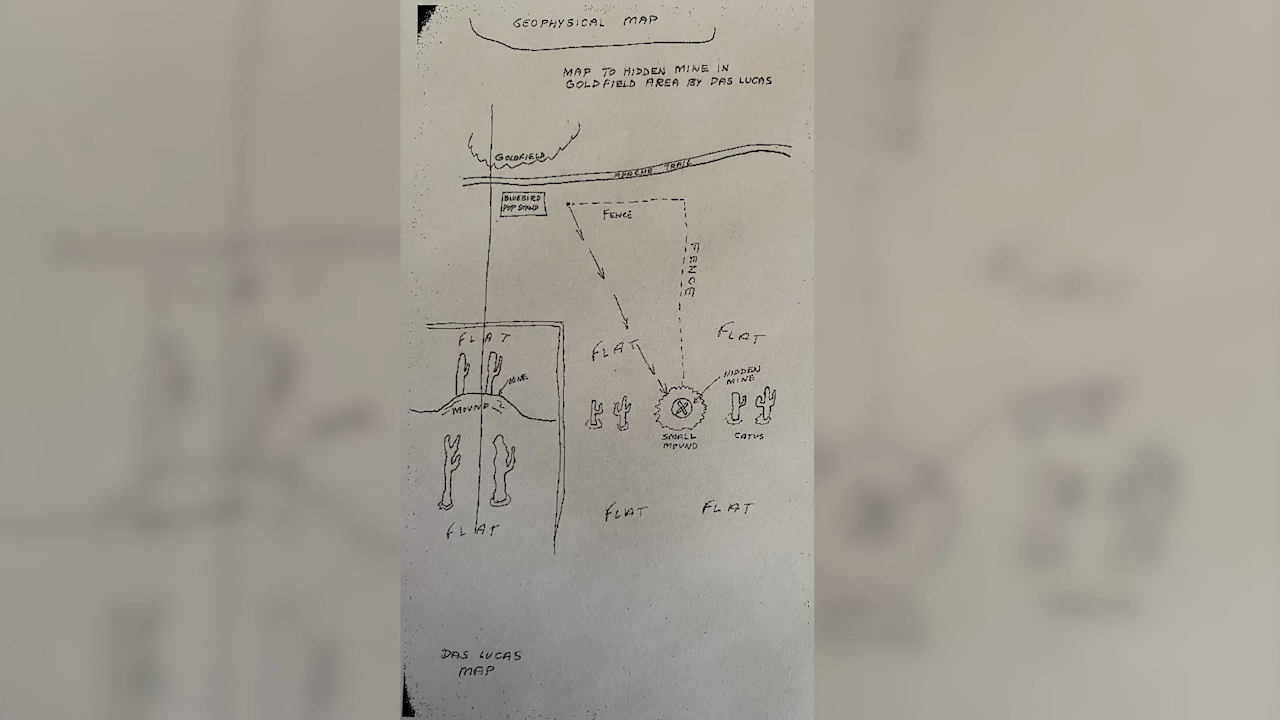 GEOPHYSICAL MAP
MAP TO HIDDEN MINE IN
GOLDFIELD AREA BY DAS LUCAS
GOLDFIELD
APACHE TRAIL
BLUEBIRD
POP STAND
FENCE
FENCE
FLAT
FLAT
FLAT
HIDDEN
MINE
MINE
MOUND
SMALL
MOUND
CATUS
FLAT
FLAT
FLAT
DAS LUCAS
MAP